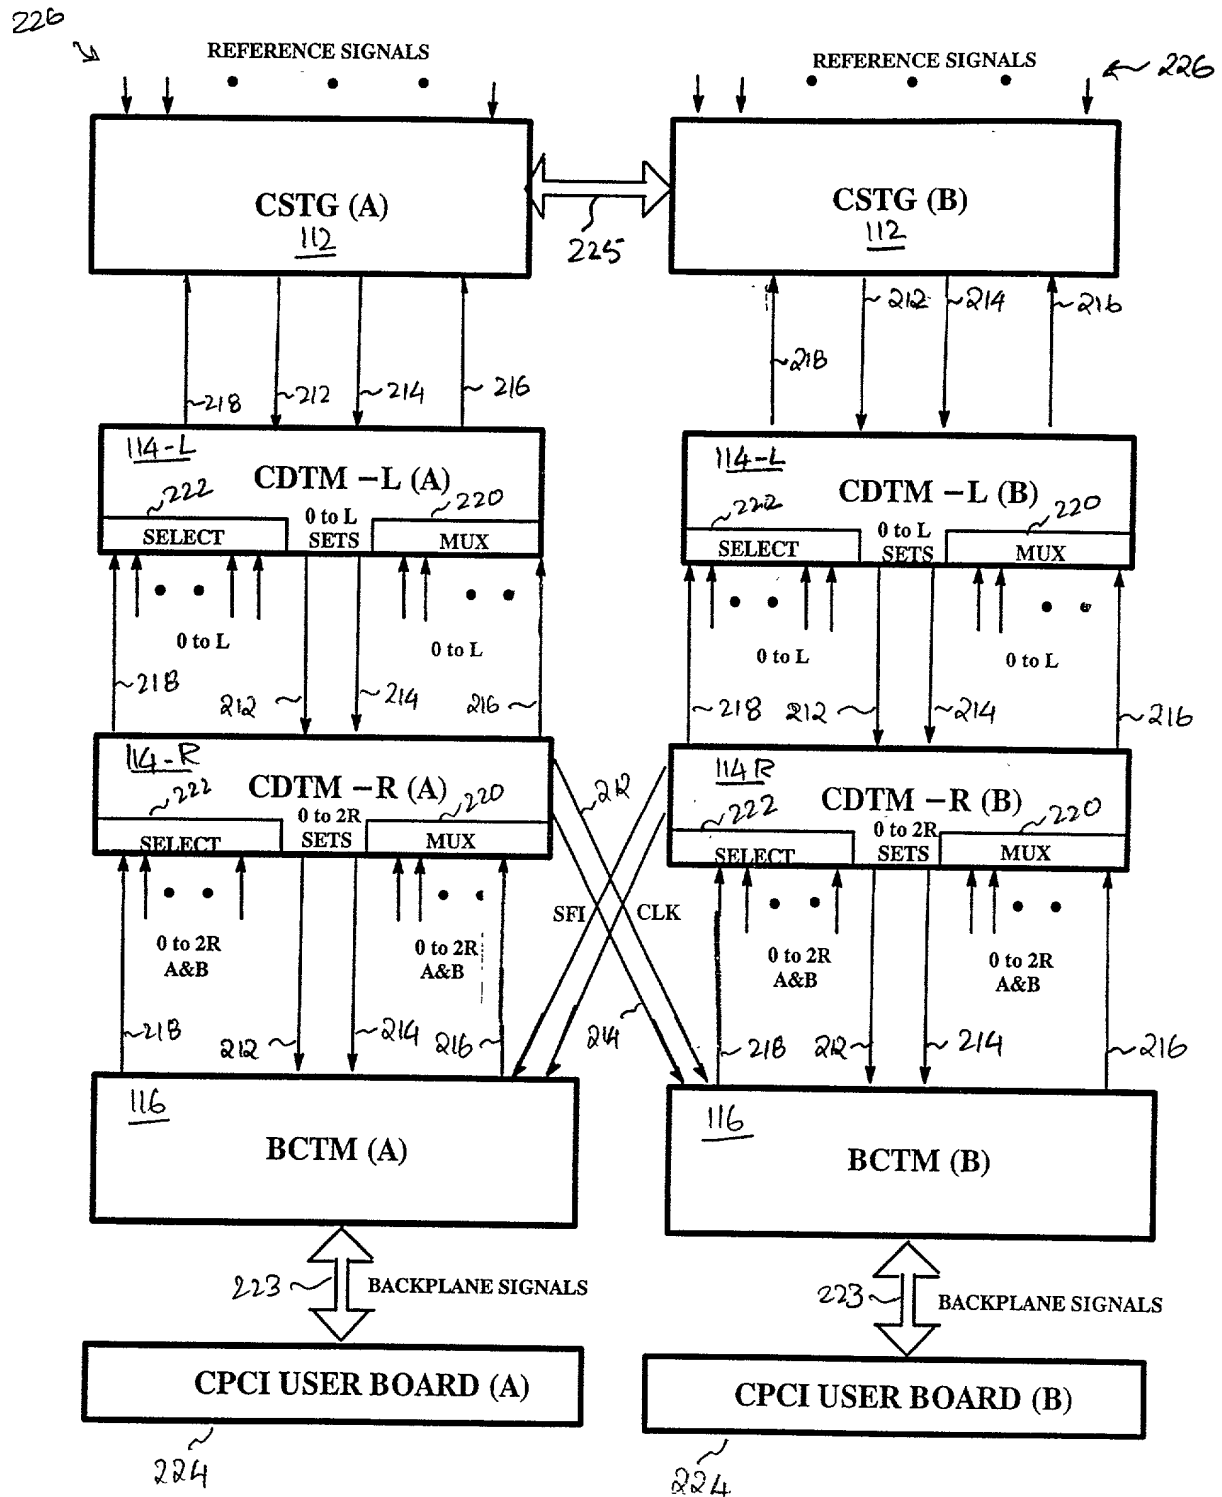 226
REFERENCE SIGNALS
REFERENCE SIGNALS
226
CSTG (A)
112
225
CSTG (B)
112
218
212
214
216
218
212
214
216
114-L
CDTM –L (A)
222
220
SELECT
0 to L
SETS
MUX
114-L
CDTM –L (B)
222
220
SELECT
0 to L
SETS
MUX
0 to L
0 to L
0 to L
0 to L
218
212
214
216
218
212
214
216
114-R
CDTM –R (A)
222
220
SELECT
0 to 2R
SETS
MUX
212
114R
CDTM –R (B)
222
220
SELECT
0 to 2R
SETS
MUX
SFI
CLK
0 to 2R
A&B
0 to 2R
A&B
0 to 2R
A&B
0 to 2R
A&B
218
212
214
216
214
218
212
214
216
116
BCTM (A)
116
BCTM (B)
223
BACKPLANE SIGNALS
223
BACKPLANE SIGNALS
CPCI USER BOARD (A)
CPCI USER BOARD (B)
224
224